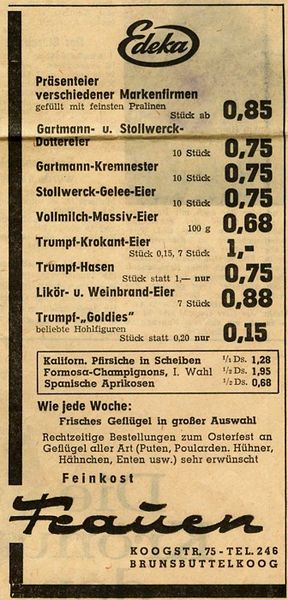 Edeka
Präsenteier
verschiedener Markenfirmen
gefüllt mit feinsten Pralinen
Stück ab 0,85
Gartmann- u. Stollwerck-
Dottereier 10 Stück 0,75
Gartmann-Kremnester 10 Stück 0,75
Stollwerck-Gelee-Eier 10 Stück 0,75
Vollmilch-Massiv-Eier 100 g 0,68
Trumpf-Krokant-Eier
Stück 0,15, 7 Stück 1,-
Trumpf-Hasen
Stück statt 1,— nur 0,75
Likör- u. Weinbrand-Eier
7 Stück 0,88
Trumpf-„Goldies"
beliebte Hohlfiguren
Stück statt 0,20 nur 0,15
Kaliforn. Pfirsiche in Scheiben 1/1 Ds. 1,28
Formosa-Champignons, I. Wahl 1/2 Ds. 1,95
Spanische Aprikosen 1/2 Ds. 0,68
Wie jede Woche:
Frisches Geflügel in großer Auswahl
Rechtzeitige Bestellungen zum Osterfest an
Geflügel aller Art (Puten, Poularden. Hühner,
Hähnchen, Enten usw.) sehr erwünscht
Feinkost
Frauen
KOOGSTR. 75 - TEL. 246
BRUNSBÜTTELKOOG